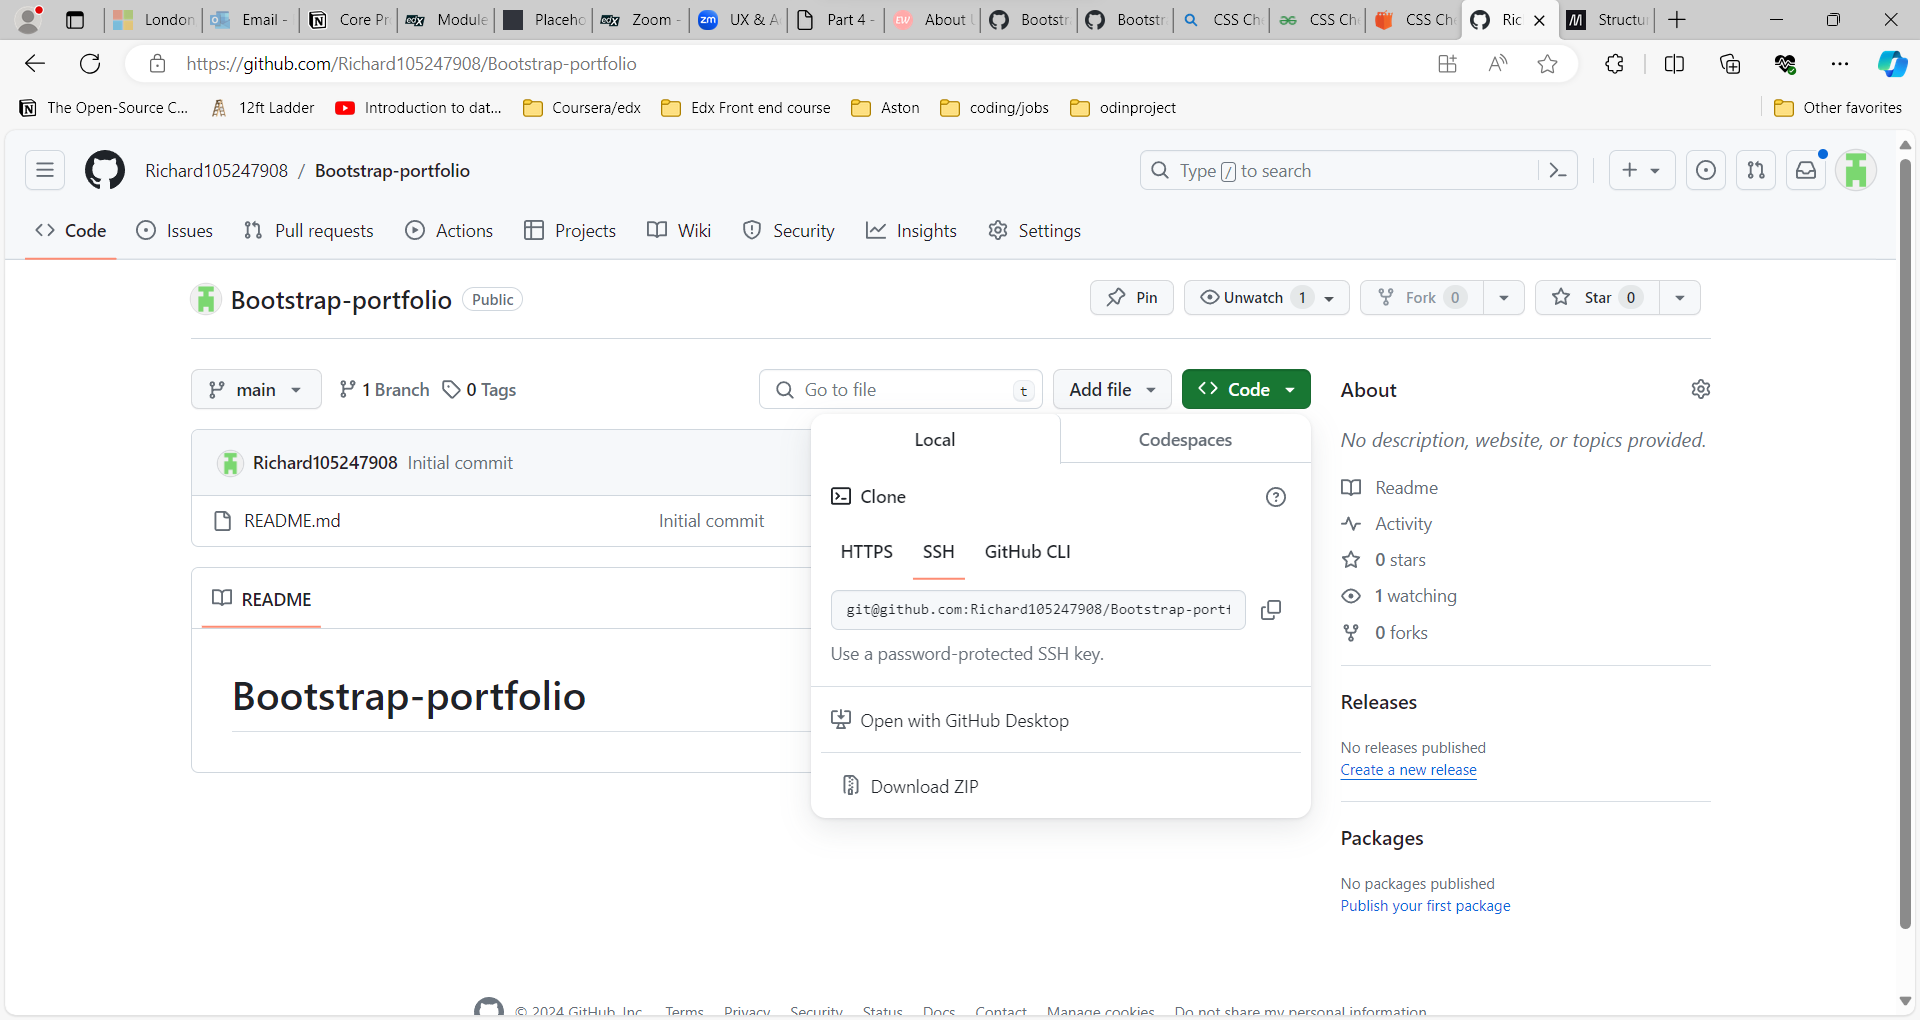 London
Email -
Core Pr
Module
Placeho
Zoom -
UX & A
Part 4 -
About U
Bootstr
Bootstr
CSS Ch
CSS Ch
CSS Ch
Ric
Structur
https://github.com/Richard105247908/Bootstrap-portfolio
The Open-Source C...
12ft Ladder
Introduction to dat...
Coursera/edx
Edx Front end course
Aston
coding/jobs
odinproject
Other favorites
Richard105247908 / Bootstrap-portfolio
Type / to search
Code
Issues
Pull requests
Actions
Projects
Wiki
Security
Insights
Settings
Bootstrap-portfolio Public
Pin
Unwatch 1
Fork 0
Star 0
main
1 Branch
0 Tags
Go to file t
Add file
Code
Local
Codespaces
Richard105247908 Initial commit
README.md Initial commit
README
Bootstrap-portfolio
Clone
HTTPS
SSH
GitHub CLI
git@github.com:Richard105247908/Bootstrap-portf
Use a password-protected SSH key.
Open with GitHub Desktop
Download ZIP
About
No description, website, or topics provided.
Readme
Activity
0 stars
1 watching
0 forks
Releases
No releases published
Create a new release
Packages
No packages published
Publish your first package
© 2024 GitHub, Inc.
Terms
Privacy
Security
Status
Docs
Contact
Manage cookies
Do not share my personal information